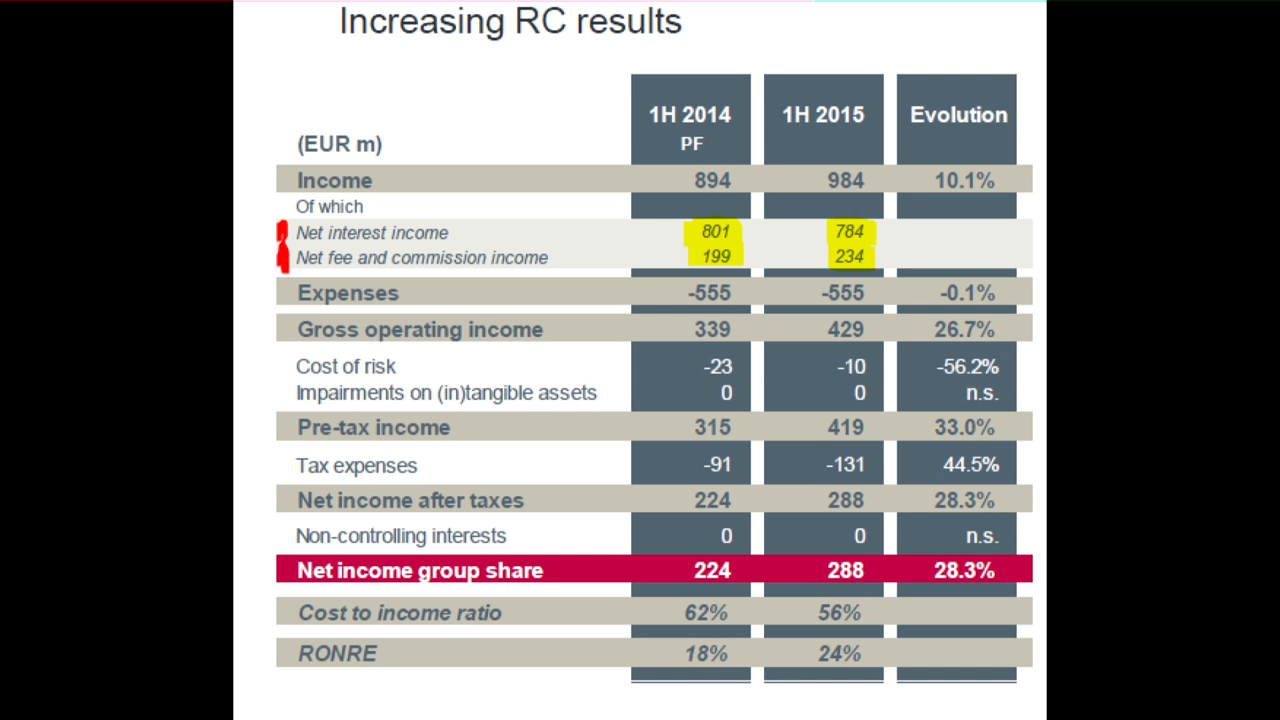 Increasing RC results
1H 2014 1H 2015 Evolution
(EUR m) PF
Income 894 984 10.1%
Of which
Net interest income 801 784
Net fee and commission income 199 234
Expenses -555 -555 -0.1%
Gross operating income 339 429 26.7%
Cost of risk -23 -10 -56.2%
Impairments on (in)tangible assets 0 0 n.s.
Pre-tax income 315 419 33.0%
Tax expenses -91 -131 44.5%
Net income after taxes 224 288 28.3%
Non-controlling interests 0 0 n.s.
Net income group share 224 288 28.3%
Cost to income ratio 62% 56%
RONRE 18% 24%